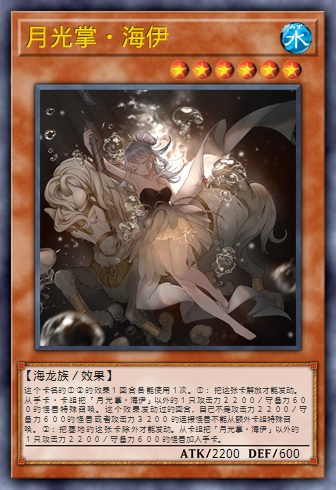 月光掌・海伊
水
【海龙族／效果】
这个卡名的①②的效果1回合各能使用1次。①：把这张卡解放才能发动。
从手卡・卡组把「月光掌・海伊」以外的1只攻击力2200／守备力60
0的怪兽特殊召唤。这个效果发动过的回合，自己不是攻击力2200／守
备力600的怪兽或者攻击力3200的连接怪兽不能从额外卡组特殊召
唤。②：把墓地的这张卡除外才能发动。从卡组把「月光掌・海伊」以外的
1只攻击力2200／守备力600的怪兽加入手卡。
ATK/2200 DEF/600